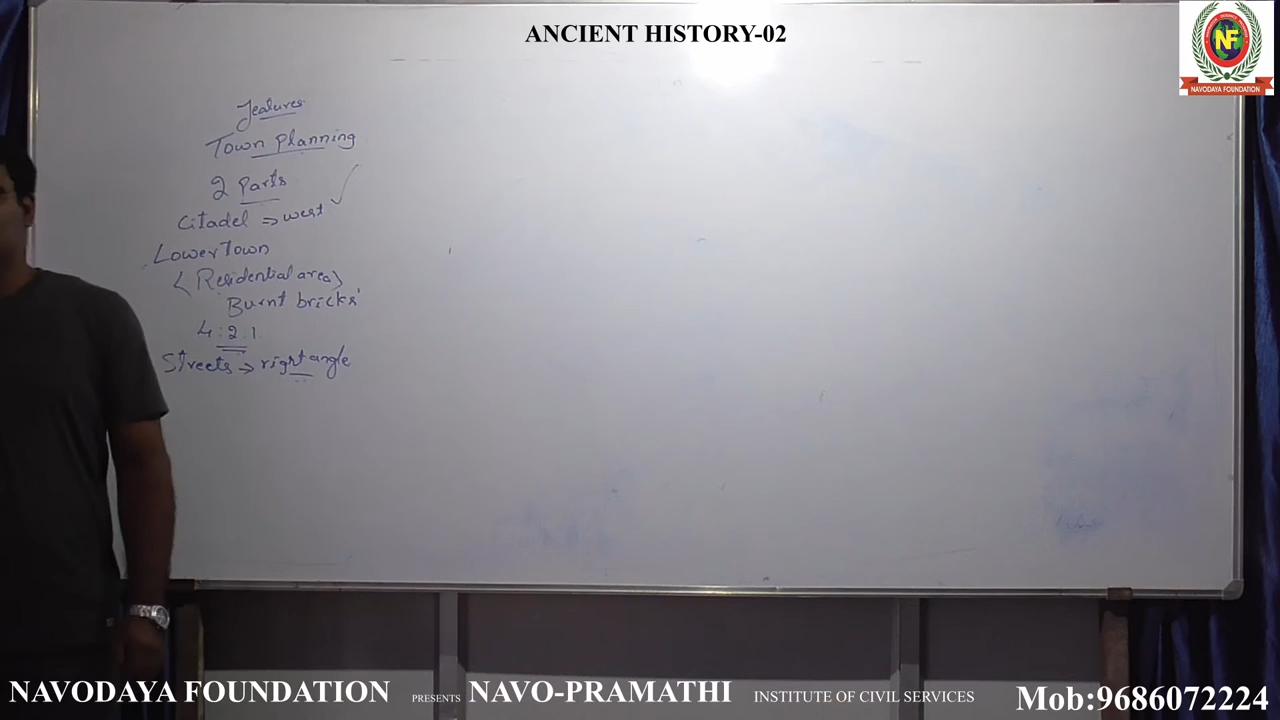 ANCIENT HISTORY-02
NF
NAVODAYA FOUNDATION
features
Town Planning
2 Parts
Citadel => west ✓
Lower Town
< Residential area >
Burnt bricks'
4:2:1
Streets -> right angle
NAVODAYA FOUNDATION PRESENTS NAVO-PRAMATHI INSTITUTE OF CIVIL SERVICES Mob:9686072224